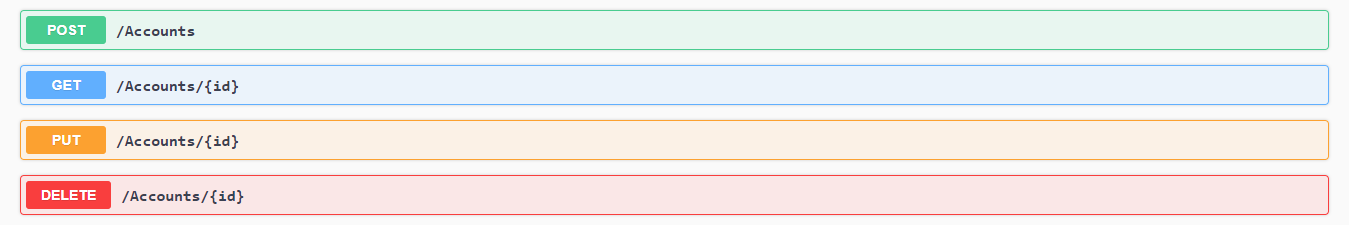 POST /Accounts
GET /Accounts/{id}
PUT /Accounts/{id}
DELETE /Accounts/{id}